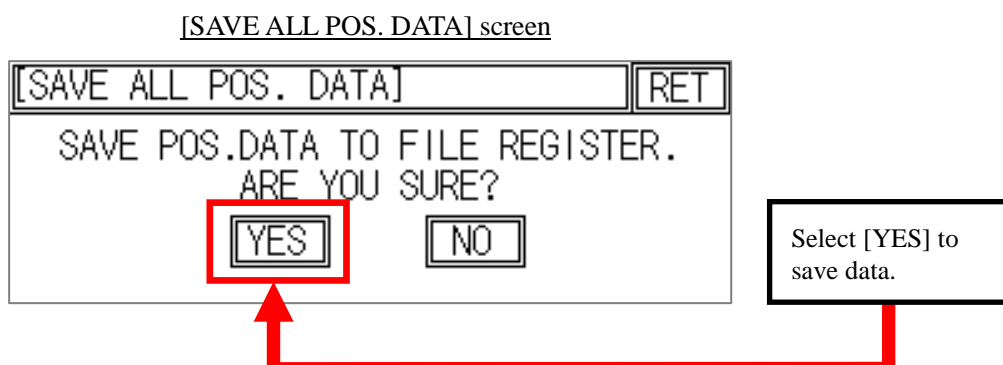 [SAVE ALL POS. DATA] screen
[SAVE ALL POS. DATA] RET
SAVE POS.DATA TO FILE REGISTER.
ARE YOU SURE?
YES NO
Select [YES] to
save data.